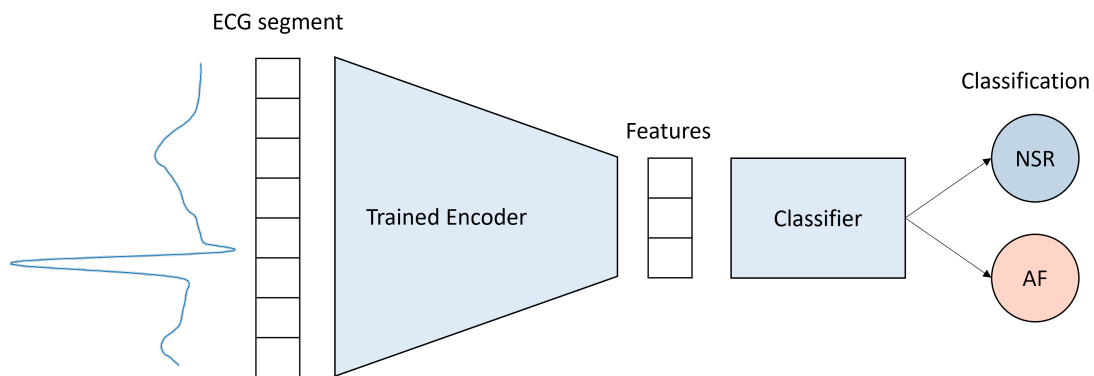 ECG segment
Trained Encoder
Features
Classifier
Classification
NSR
AF